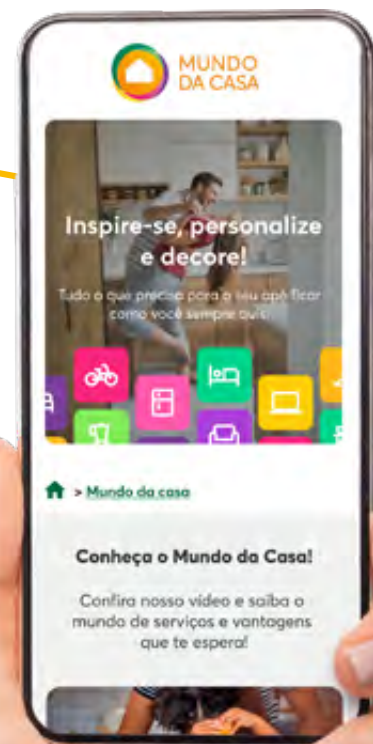 MUNDO
DA CASA
Inspire-se, personalize
e decore!
Tudo o que precisa para o seu apê ficar
como você sempre quis!
> Mundo da casa
Conheça o Mundo da Casa!
Confira nosso vídeo e saiba o
mundo de serviços e vantagens
que te espera!